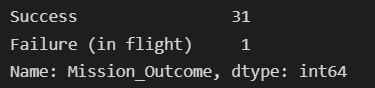 Success 31
Failure (in flight) 1
Name: Mission_Outcome, dtype: int64